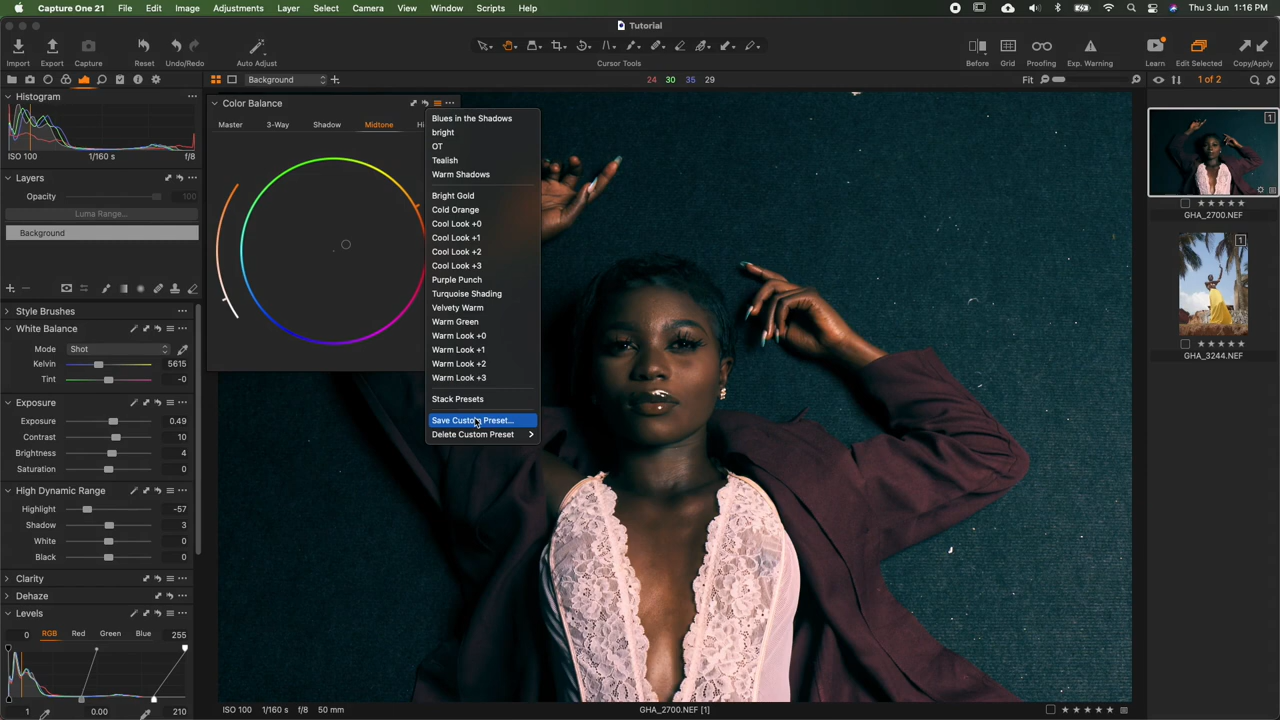 Capture One 21 File Edit Image Adjustments Layer Select Camera View Window Scripts Help Thu 3 Jun 1:16 PM
Tutorial
Import Export Capture Reset Undo/Redo Auto Adjust Cursor Tools Before Grid Proofing Exp. Warning Learn Edit Selected Copy/Apply
Background 24 30 35 29 Fit 1 of 2
Histogram
ISO 100 1/160 s f/8
Layers
Opacity 100
Luma Range...
Background
Style Brushes
White Balance
Mode Shot
Kelvin 5615
Tint -0
Exposure
Exposure 0.49
Contrast 10
Brightness 4
Saturation 0
High Dynamic Range
Highlight -57
Shadow 3
White 0
Black 0
Clarity
Dehaze
Levels
0 RGB Red Green Blue 255
1 0.00 210
Color Balance
Master 3-Way Shadow Midtone Hi
Blues in the Shadows
bright
OT
Tealish
Warm Shadows
Bright Gold
Cold Orange
Cool Look +0
Cool Look +1
Cool Look +2
Cool Look +3
Purple Punch
Turquoise Shading
Velvety Warm
Warm Green
Warm Look +0
Warm Look +1
Warm Look +2
Warm Look +3
Stack Presets
Save Custom Preset...
Delete Custom Preset
1
GHA_2700.NEF
1
GHA_3244.NEF
ISO 100 1/160 s f/8 50 mm GHA_2700.NEF [1]